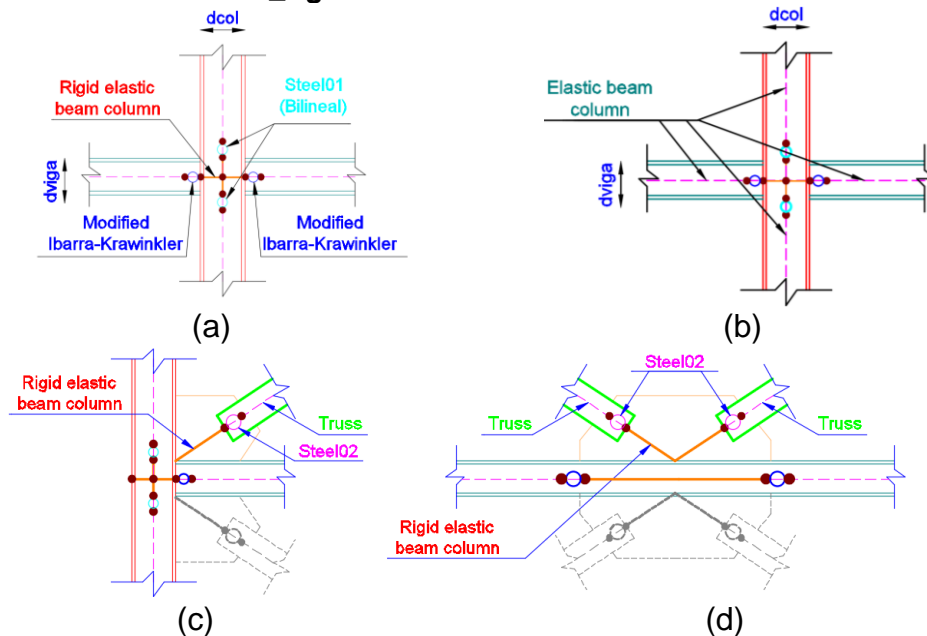 dcol
Rigid elastic
beam column
Steel01
(Bilineal)
dviga
Modified
Ibarra-Krawinkler
Modified
Ibarra-Krawinkler
(a)
dcol
Elastic beam
column
dviga
(b)
Rigid elastic
beam column
Truss
Steel02
(c)
Steel02
Truss
Truss
Rigid elastic
beam column
(d)